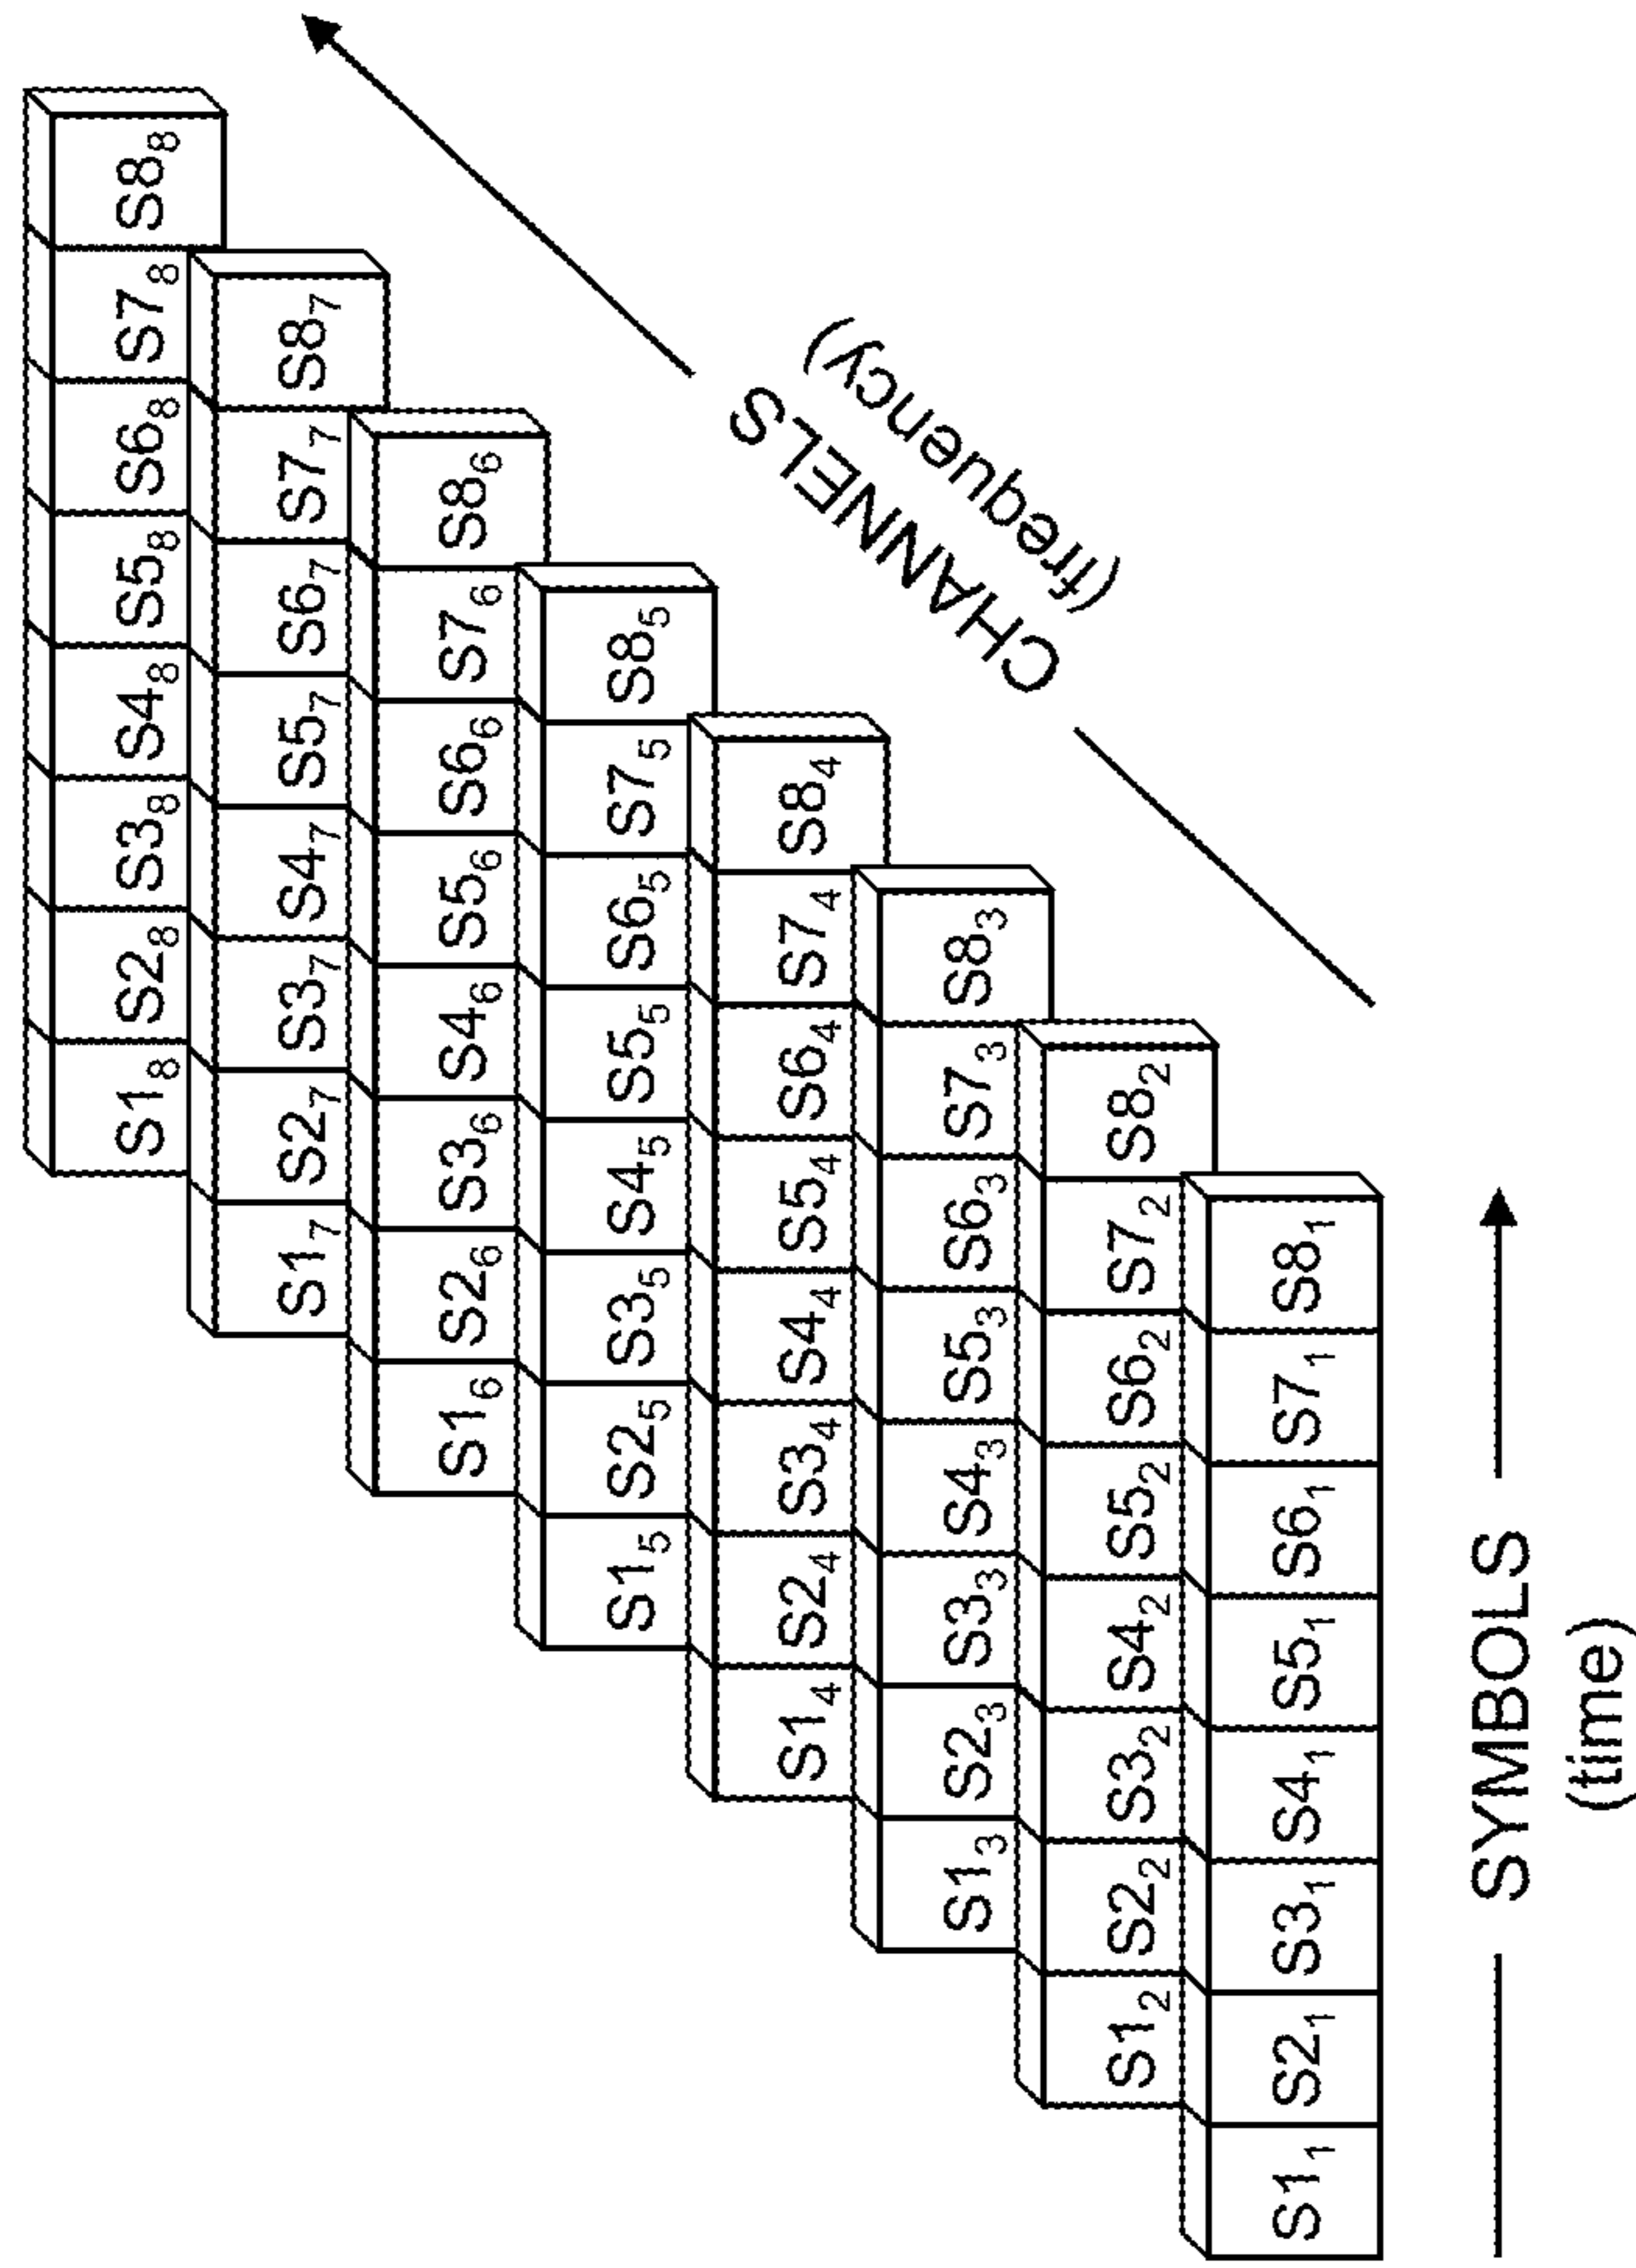 S1₈ S2₈ S3₈ S4₈ S5₈ S6₈ S7₈ S8₈
S1₇ S2₇ S3₇ S4₇ S5₇ S6₇ S7₇ S8₇
S1₆ S2₆ S3₆ S4₆ S5₆ S6₆ S7₆ S8₆
S1₅ S2₅ S3₅ S4₅ S5₅ S6₅ S7₅ S8₅
S1₄ S2₄ S3₄ S4₄ S5₄ S6₄ S7₄ S8₄
S1₃ S2₃ S3₃ S4₃ S5₃ S6₃ S7₃ S8₃
S1₂ S2₂ S3₂ S4₂ S5₂ S6₂ S7₂ S8₂
S1₁ S2₁ S3₁ S4₁ S5₁ S6₁ S7₁ S8₁
CHANNELS
(frequency)
SYMBOLS
(time)